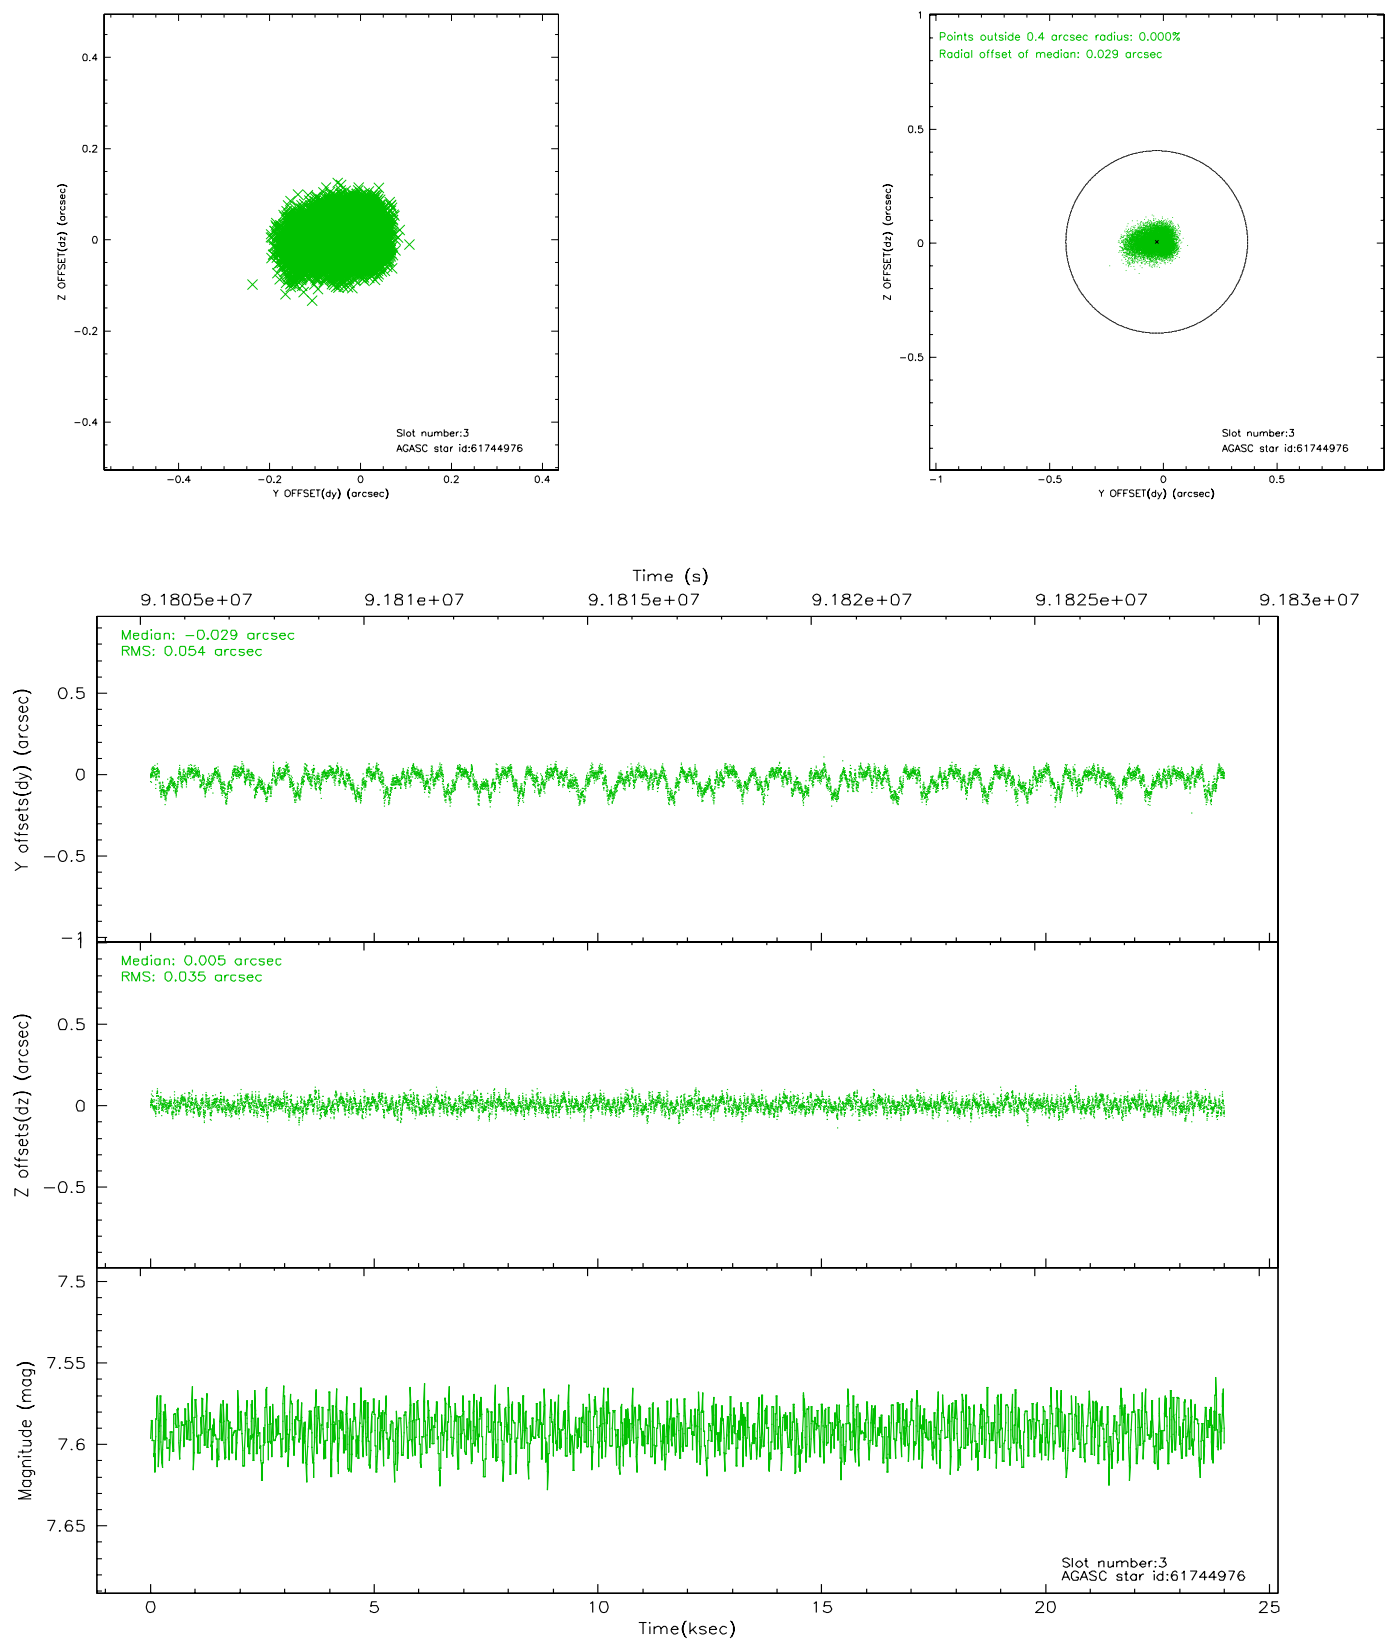 0.4
0.2
0
−0.2
−0.4
Z OFFSET(dz) (arcsec)
Slot number:3
AGASC star id:61744976
−0.4 −0.2 0 0.2 0.4
Y OFFSET(dy) (arcsec)
Points outside 0.4 arcsec radius: 0.000%
Radial offset of median: 0.029 arcsec
1
0.5
0
−0.5
Z OFFSET(dz) (arcsec)
Slot number:3
AGASC star id:61744976
−1 −0.5 0 0.5
Y OFFSET(dy) (arcsec)
Time (s)
9.1805e+07 9.181e+07 9.1815e+07 9.182e+07 9.1825e+07 9.183e+07
Median: −0.029 arcsec
RMS: 0.054 arcsec
0.5
0
−0.5
−1
Y offsets(dy) (arcsec)
Median: 0.005 arcsec
RMS: 0.035 arcsec
0.5
0
−0.5
Z offsets(dz) (arcsec)
7.5
7.55
7.6
7.65
Magnitude (mag)
Slot number:3
AGASC star id:61744976
0 5 10 15 20 25
Time(ksec)